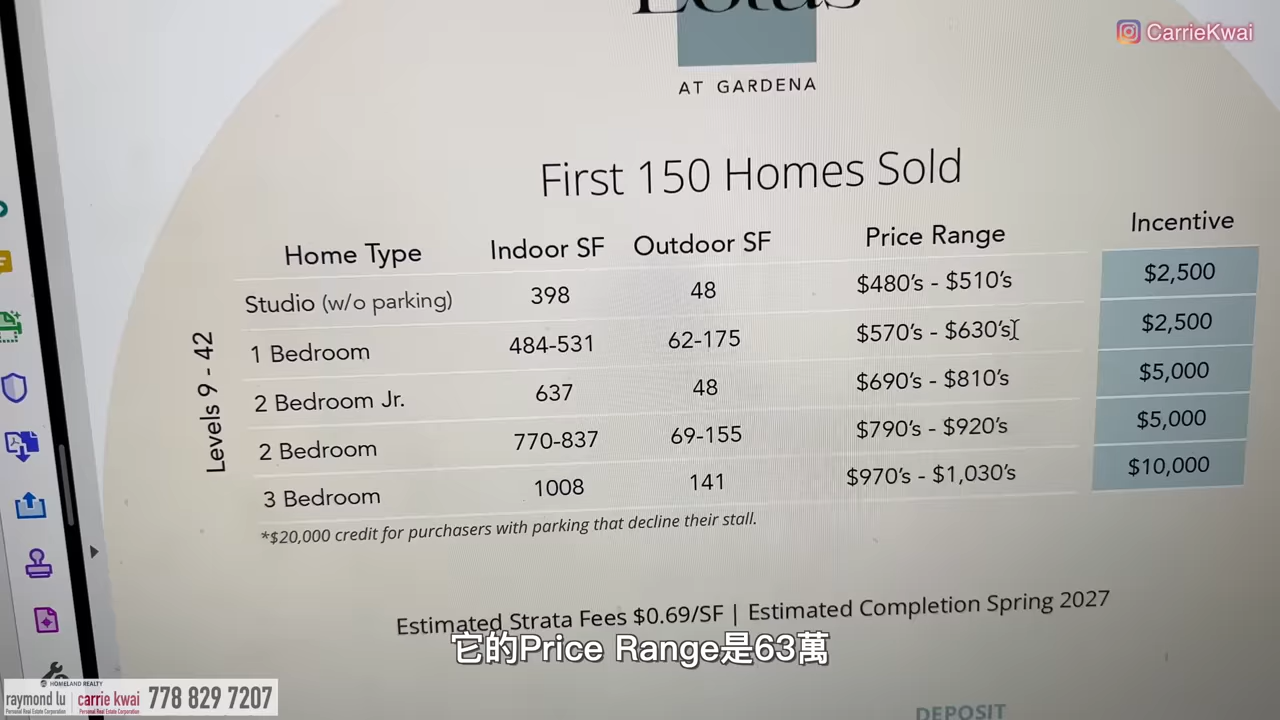 Lotus
CarrieKwai
AT GARDENA
First 150 Homes Sold
Home Type Indoor SF Outdoor SF Price Range Incentive
Studio (w/o parking) 398 48 $480's - $510's $2,500
1 Bedroom 484-531 62-175 $570's - $630's $2,500
2 Bedroom Jr. 637 48 $690's - $810's $5,000
2 Bedroom 770-837 69-155 $790's - $920's $5,000
3 Bedroom 1008 141 $970's - $1,030's $10,000
Levels 9 - 42
*$20,000 credit for purchasers with parking that decline their stall.
Estimated Strata Fees $0.69/SF | Estimated Completion Spring 2027
它的Price Range是63萬
HOMELAND REALTY
raymond lu carrie kwai 778 829 7207
Personal Real Estate Corporation Personal Real Estate Corporation
DEPOSIT